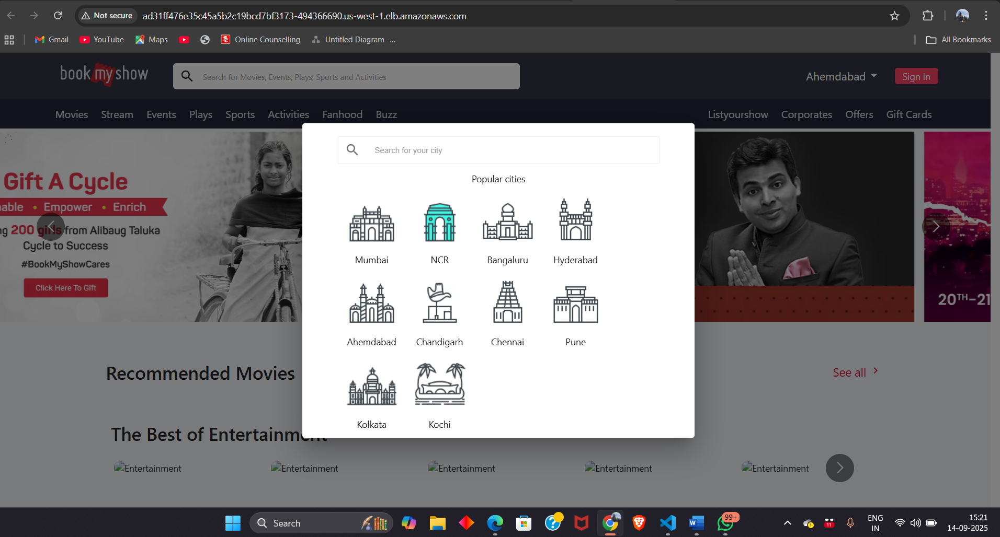 Not secure
ad31ff476e35c45a5b2c19bcd7bf3173-494366690.us-west-1.elb.amazonaws.com
Gmail
YouTube
Maps
Online Counselling
Untitled Diagram -...
All Bookmarks
book my show
Search for Movies, Events, Plays, Sports and Activities
Ahemdabad
Sign In
Movies Stream Events Plays Sports Activities Fanhood Buzz
Listyourshow Corporates Offers Gift Cards
Gift A Cycle
able • Empower • Enrich
ng 200 girls from Alibaug Taluka
Cycle to Success
#BookMyShowCares
Click Here To Gift
20TH-21
Search for your city
Popular cities
Mumbai NCR Bangaluru Hyderabad
Ahemdabad Chandigarh Chennai Pune
Kolkata Kochi
Recommended Movies
See all
The Best of Entertainment
Entertainment Entertainment Entertainment Entertainment Entertainment
Search
99+
11
ENG
IN
15:21
14-09-2025